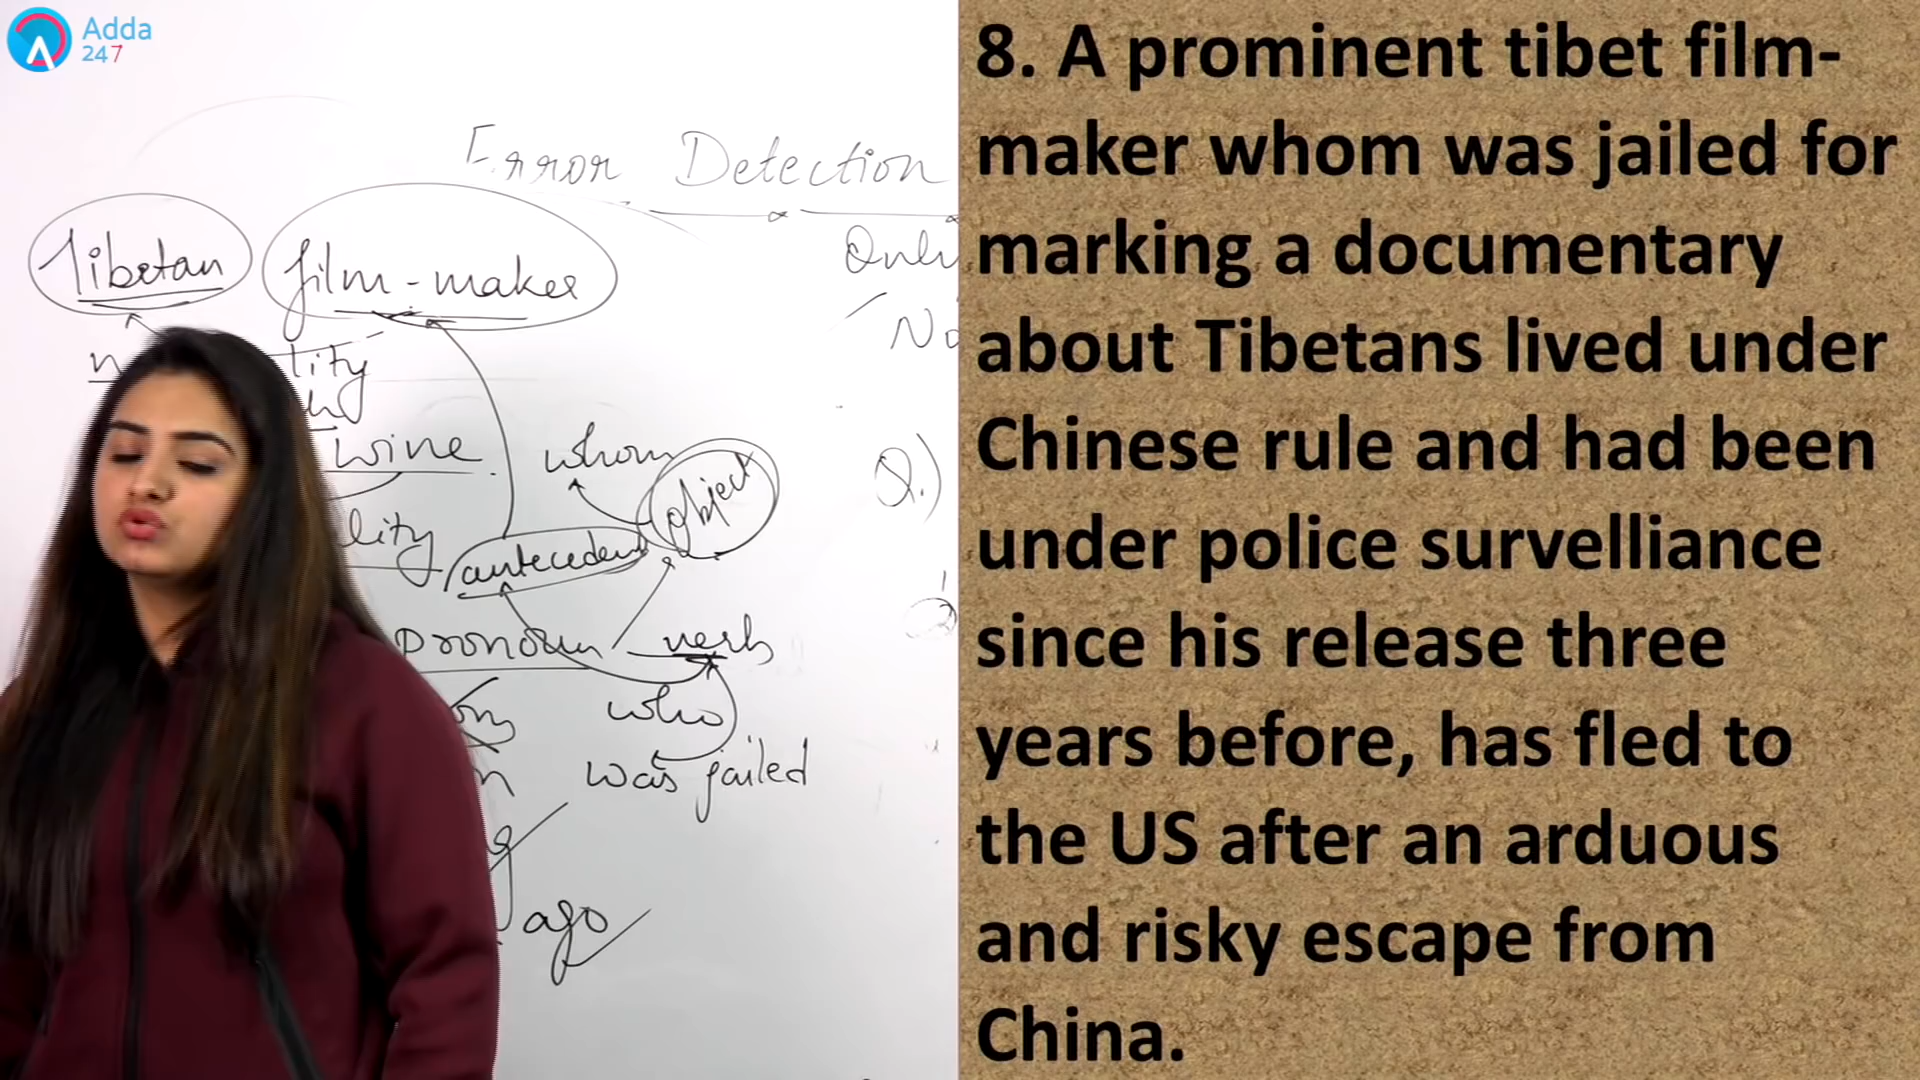 Adda
247
Error Detection
Tibetan film-maker
wine
whom
object
antecedent
Q.)
pronoun verb
who
was jailed
ago
8. A prominent tibet film-
maker whom was jailed for
marking a documentary
about Tibetans lived under
Chinese rule and had been
under police survelliance
since his release three
years before, has fled to
the US after an arduous
and risky escape from
China.